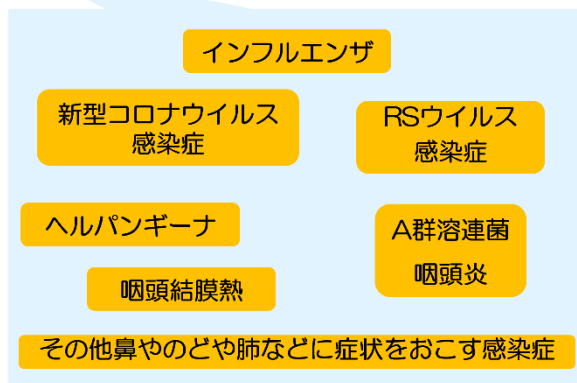 インフルエンザ
新型コロナウイルス
感染症
RSウイルス
感染症
ヘルパンギーナ
A群溶連菌
咽頭炎
咽頭結膜熱
その他鼻やのどや肺などに症状をおこす感染症